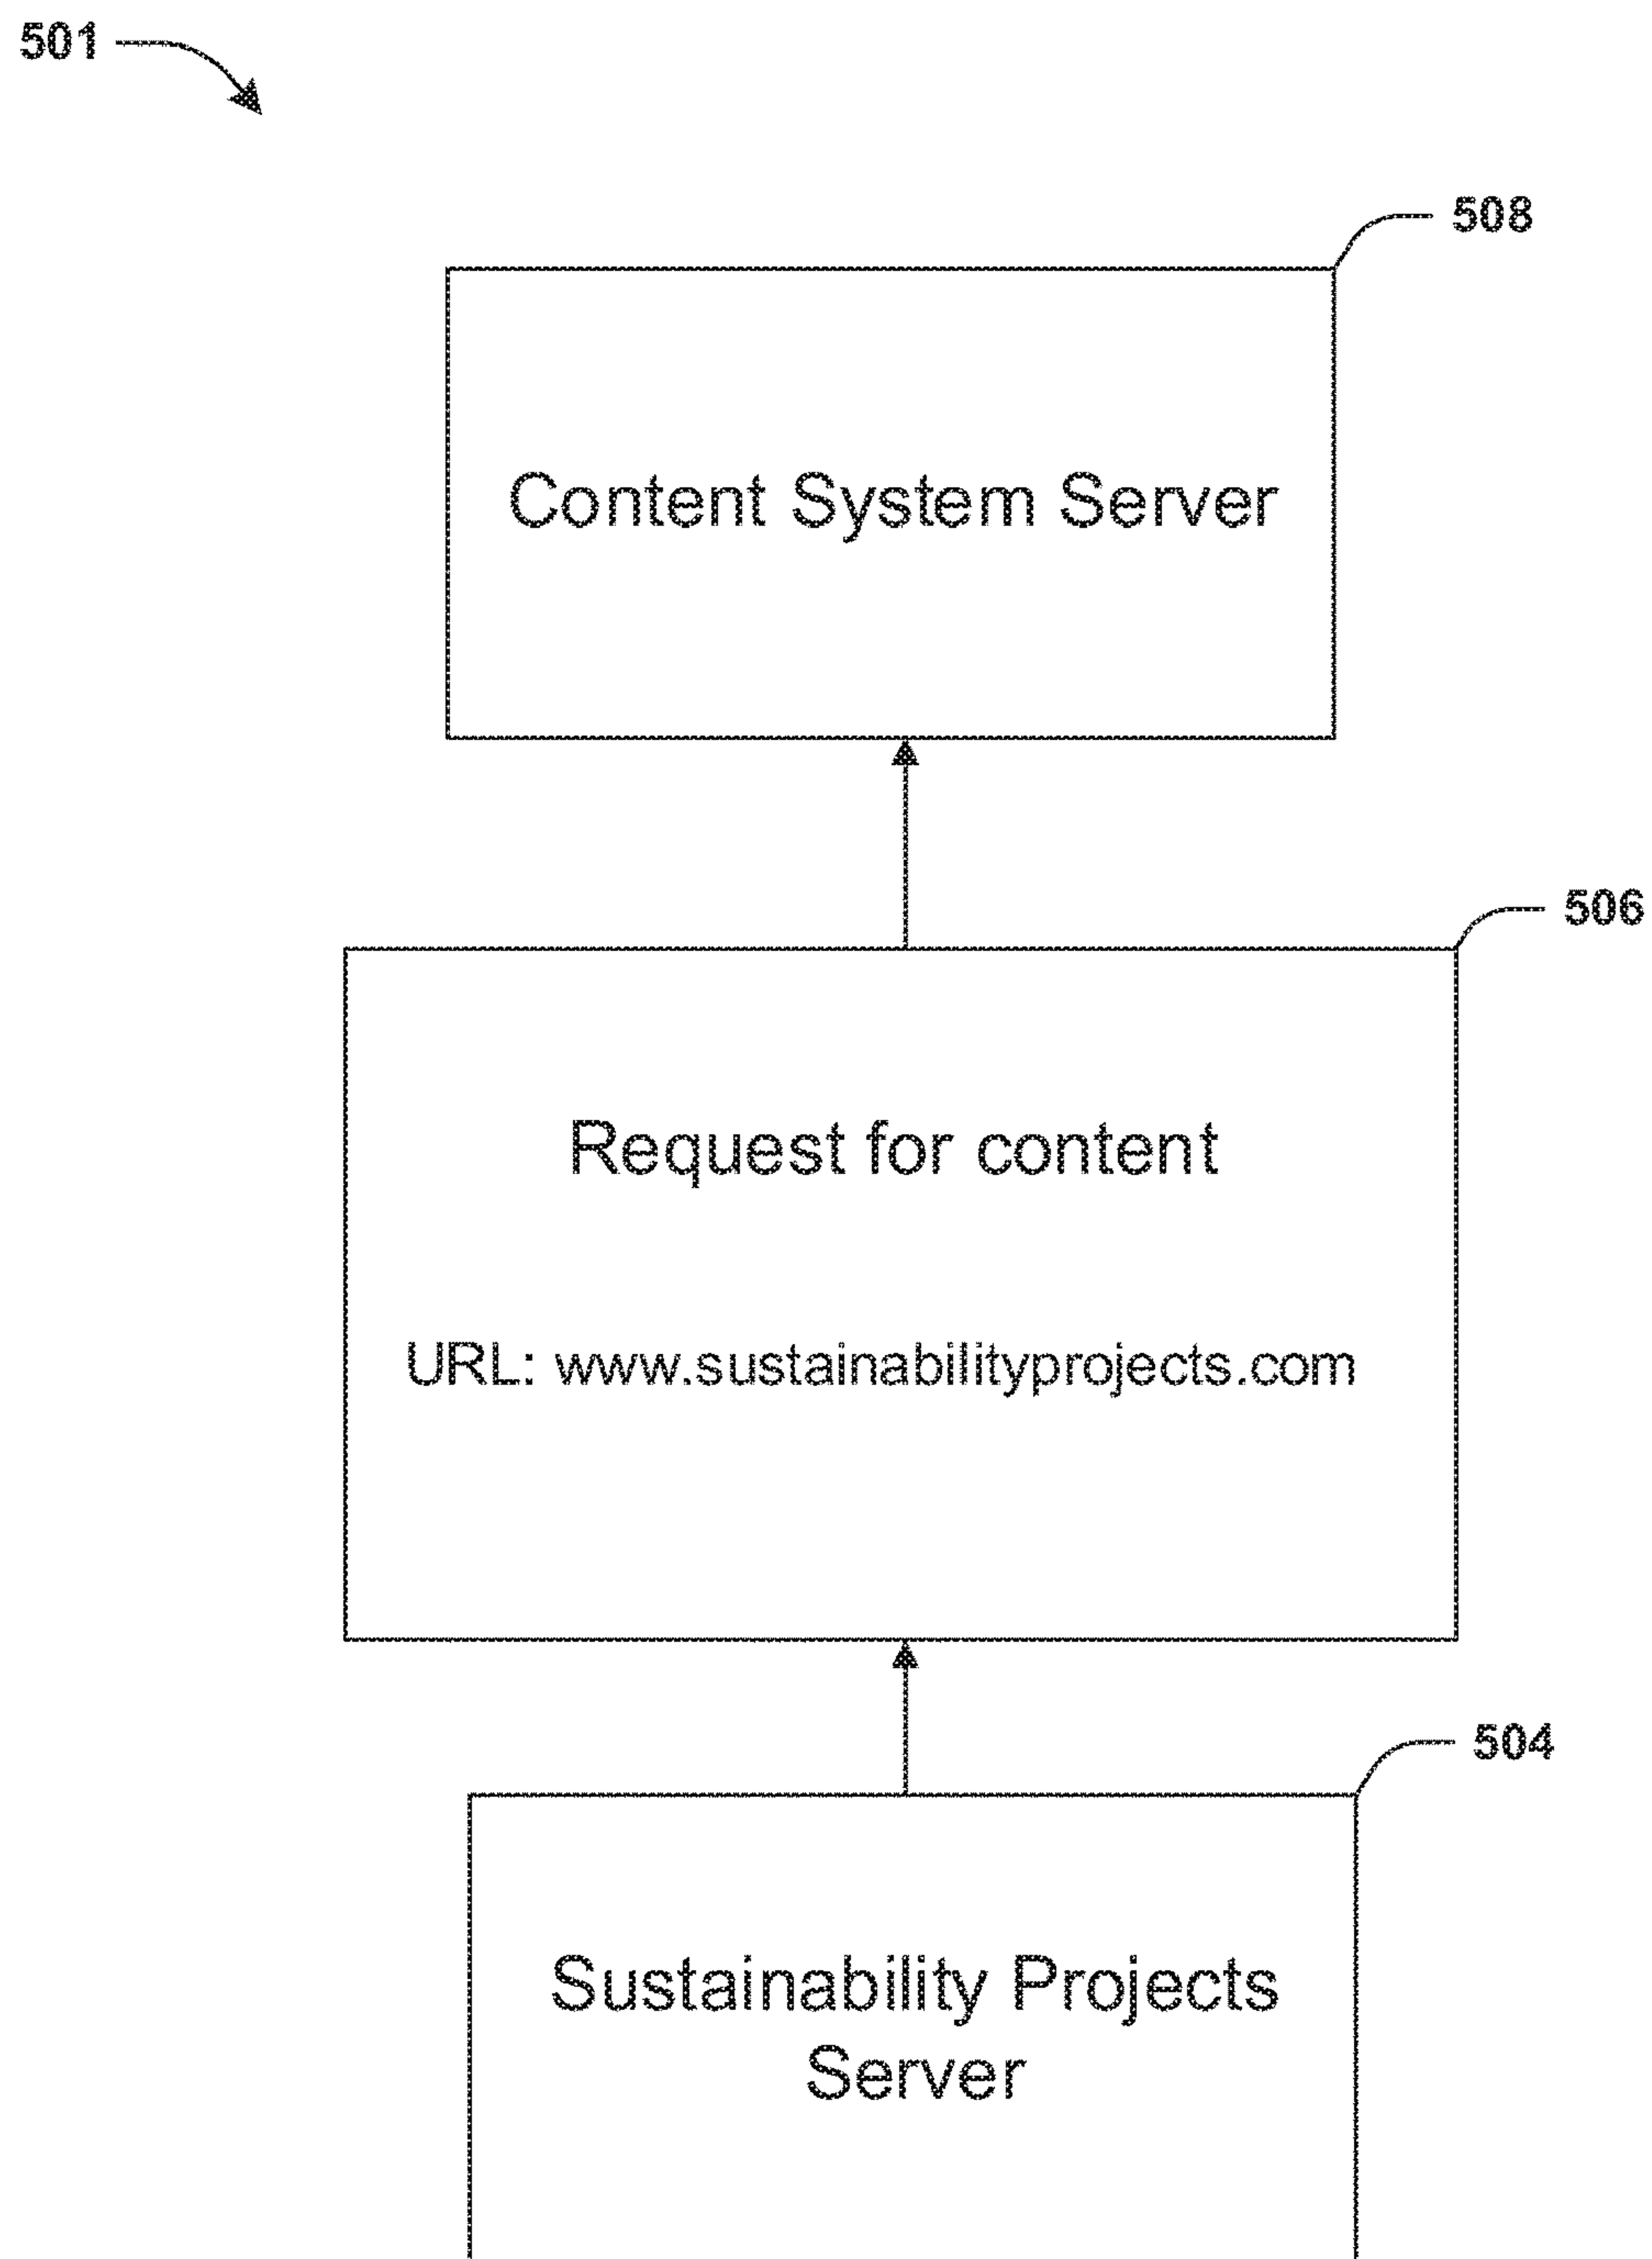 501
508
Content System Server
506
Request for content
URL: www.sustainabilityprojects.com
504
Sustainability Projects
Server